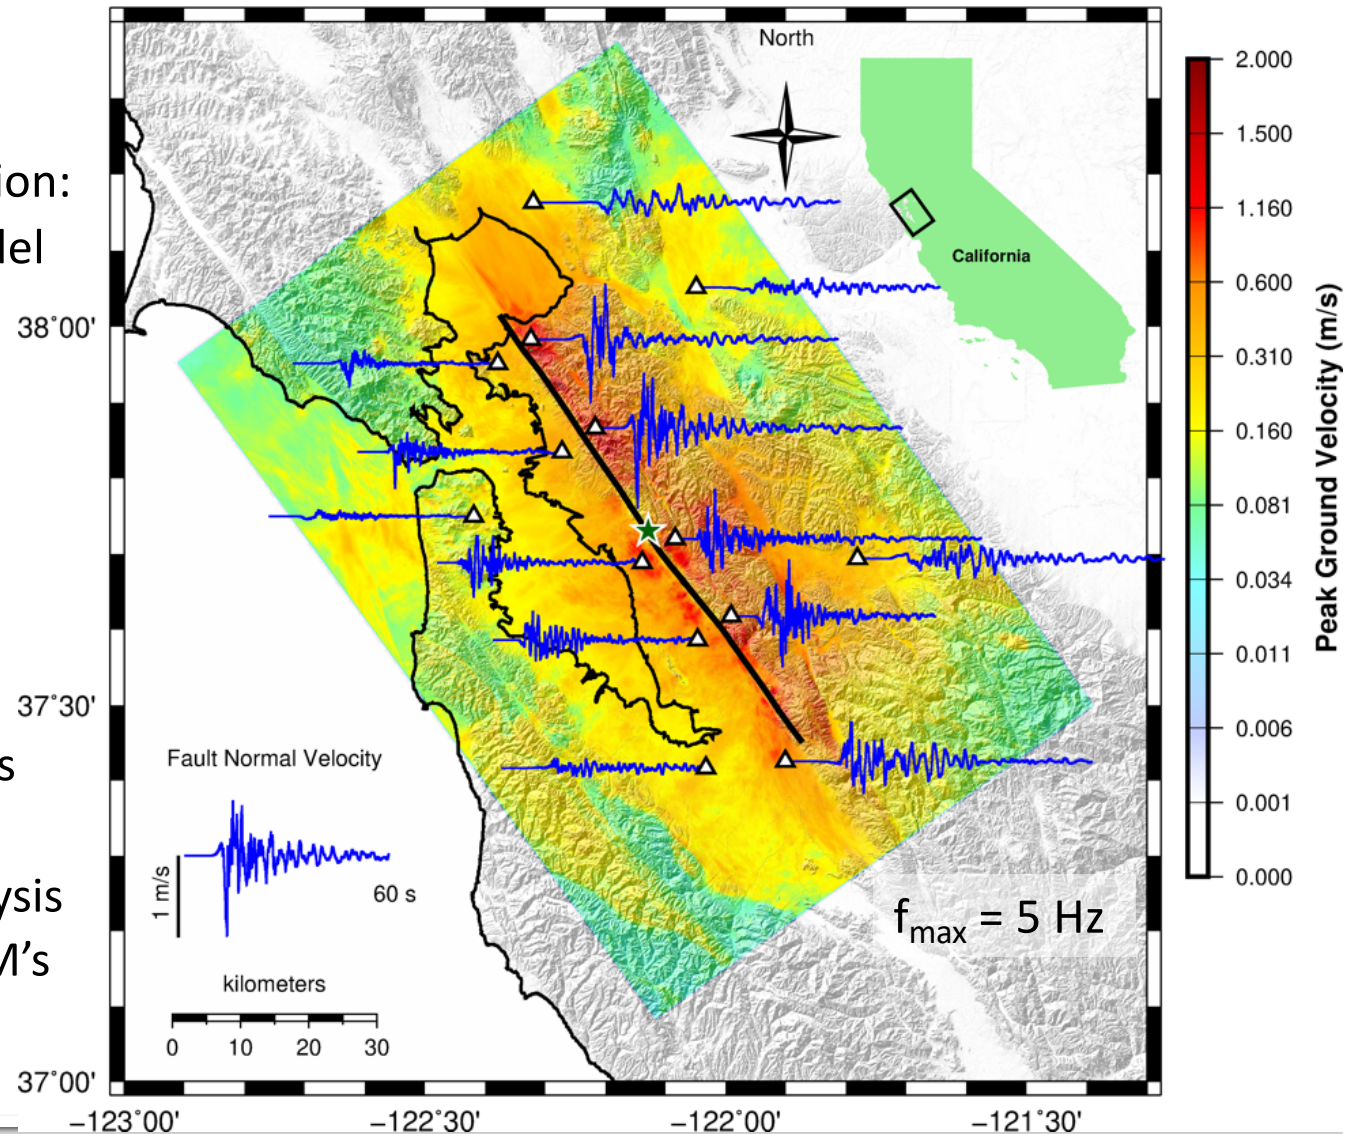 North
ion:
del
California
38°00'
37°30'
s
Fault Normal Velocity
1 m/s
60 s
ysis
M's
kilometers
0 10 20 30
f_max = 5 Hz
37°00'
−123°00' −122°30' −122°00' −121°30'
2.000
1.500
1.160
0.600
0.310
0.160
0.081
0.034
0.011
0.006
0.001
0.000
Peak Ground Velocity (m/s)